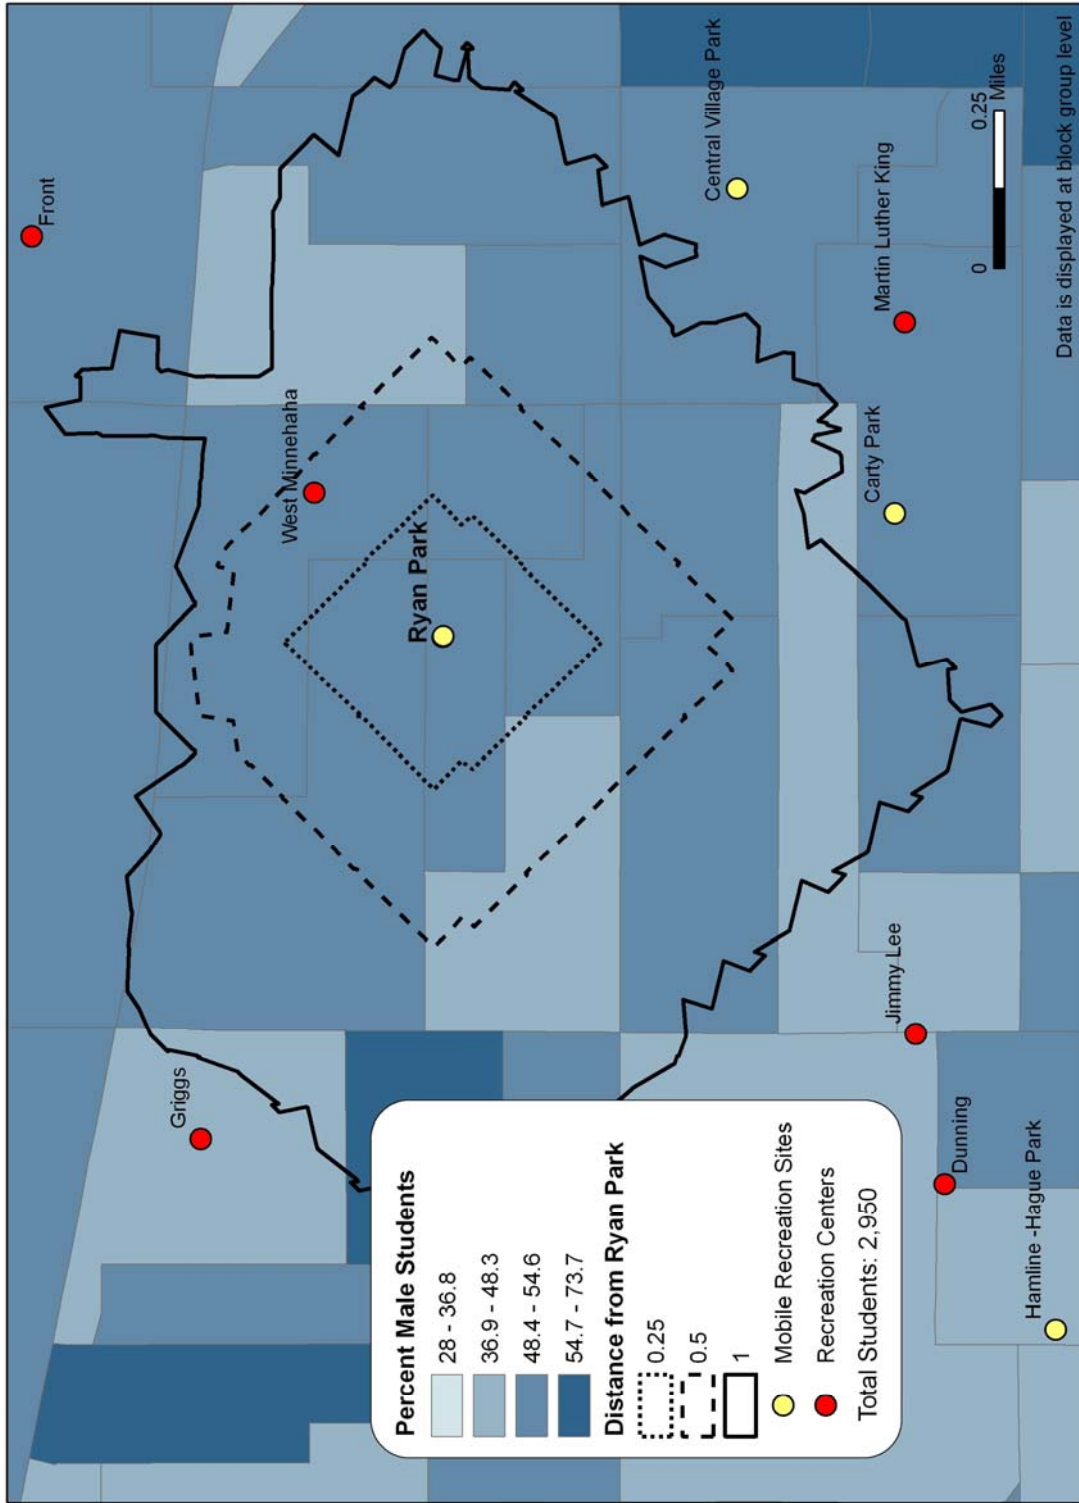 Front
Griggs
West Minnehaha
Ryan Park
Central Village Park
Martin Luther King
Carty Park
Jimmy Lee
Dunning
Hamline -Hague Park
Percent Male Students
28 - 36.8
36.9 - 48.3
48.4 - 54.6
54.7 - 73.7
Distance from Ryan Park
0.25
0.5
1
Mobile Recreation Sites
Recreation Centers
Total Students: 2,950
0 0.25
Miles
Data is displayed at block group level